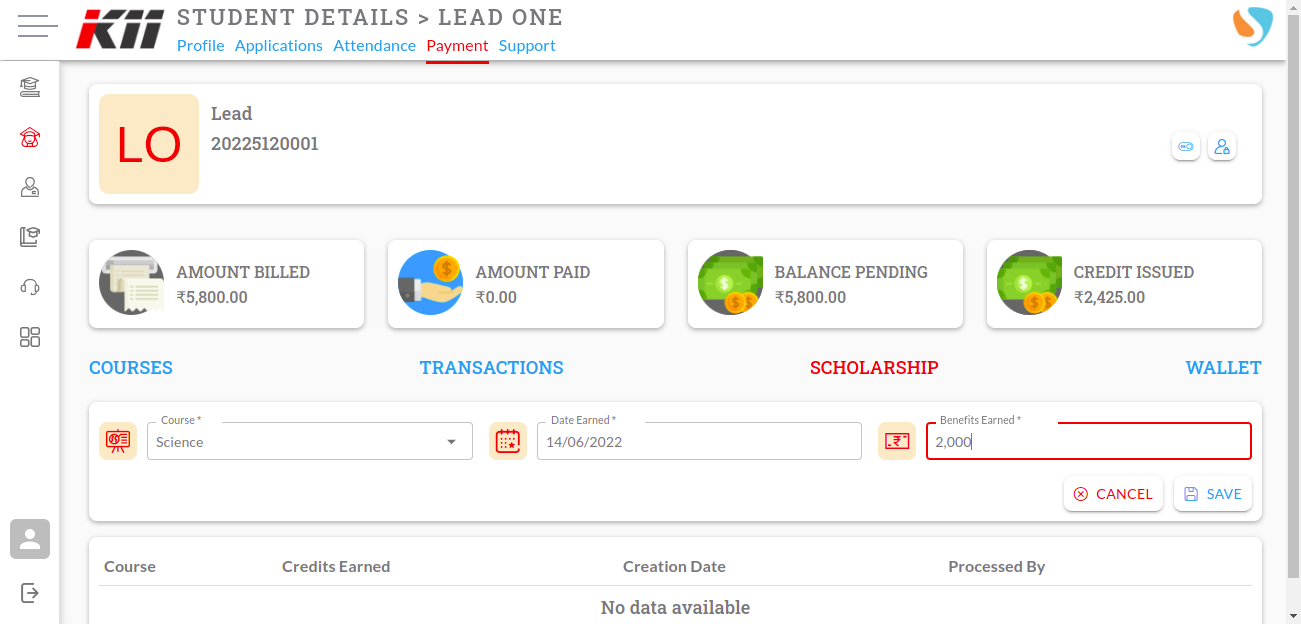 KII
STUDENT DETAILS > LEAD ONE
Profile Applications Attendance Payment Support
LO
Lead
20225120001
AMOUNT BILLED
₹5,800.00
AMOUNT PAID
₹0.00
BALANCE PENDING
₹5,800.00
CREDIT ISSUED
₹2,425.00
COURSES TRANSACTIONS SCHOLARSHIP WALLET
Course *
Science
Date Earned *
14/06/2022
Benefits Earned *
2,000
CANCEL SAVE
Course Credits Earned Creation Date Processed By
No data available